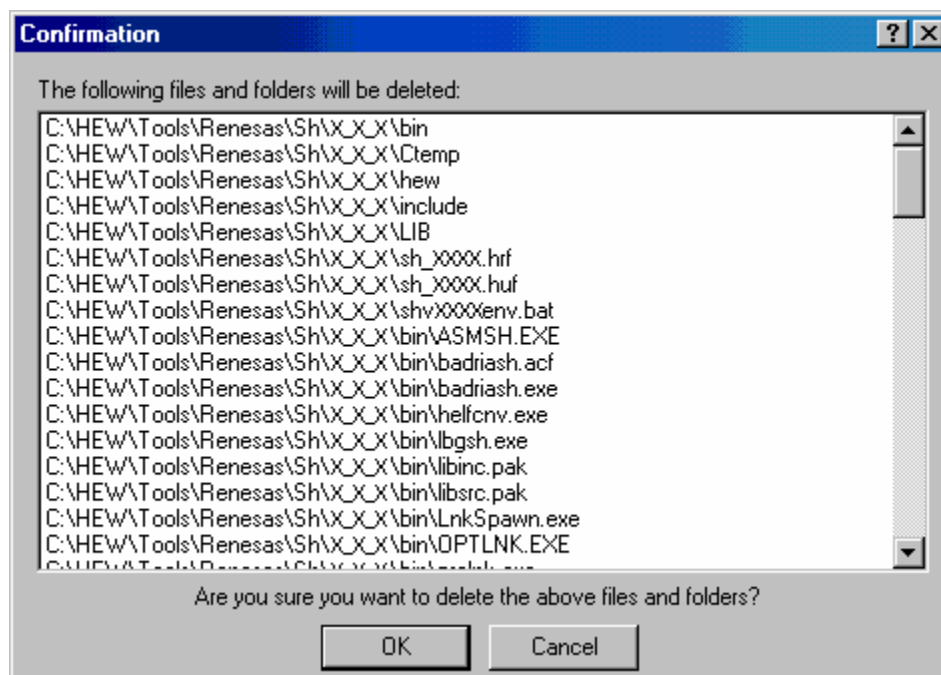 Confirmation
The following files and folders will be deleted:
C:\HEW\Tools\Renesas\Sh\X_X_X\bin
C:\HEW\Tools\Renesas\Sh\X_X_X\Ctemp
C:\HEW\Tools\Renesas\Sh\X_X_X\hew
C:\HEW\Tools\Renesas\Sh\X_X_X\include
C:\HEW\Tools\Renesas\Sh\X_X_X\LIB
C:\HEW\Tools\Renesas\Sh\X_X_X\sh_XXXX.hrf
C:\HEW\Tools\Renesas\Sh\X_X_X\sh_XXXX.huf
C:\HEW\Tools\Renesas\Sh\X_X_X\shvXXXXenv.bat
C:\HEW\Tools\Renesas\Sh\X_X_X\bin\ASMSH.EXE
C:\HEW\Tools\Renesas\Sh\X_X_X\bin\badriash.acf
C:\HEW\Tools\Renesas\Sh\X_X_X\bin\badriash.exe
C:\HEW\Tools\Renesas\Sh\X_X_X\bin\helfcnv.exe
C:\HEW\Tools\Renesas\Sh\X_X_X\bin\lbgsh.exe
C:\HEW\Tools\Renesas\Sh\X_X_X\bin\libinc.pak
C:\HEW\Tools\Renesas\Sh\X_X_X\bin\libsrc.pak
C:\HEW\Tools\Renesas\Sh\X_X_X\bin\LnkSpawn.exe
C:\HEW\Tools\Renesas\Sh\X_X_X\bin\OPTLNK.EXE
Are you sure you want to delete the above files and folders?
OK Cancel